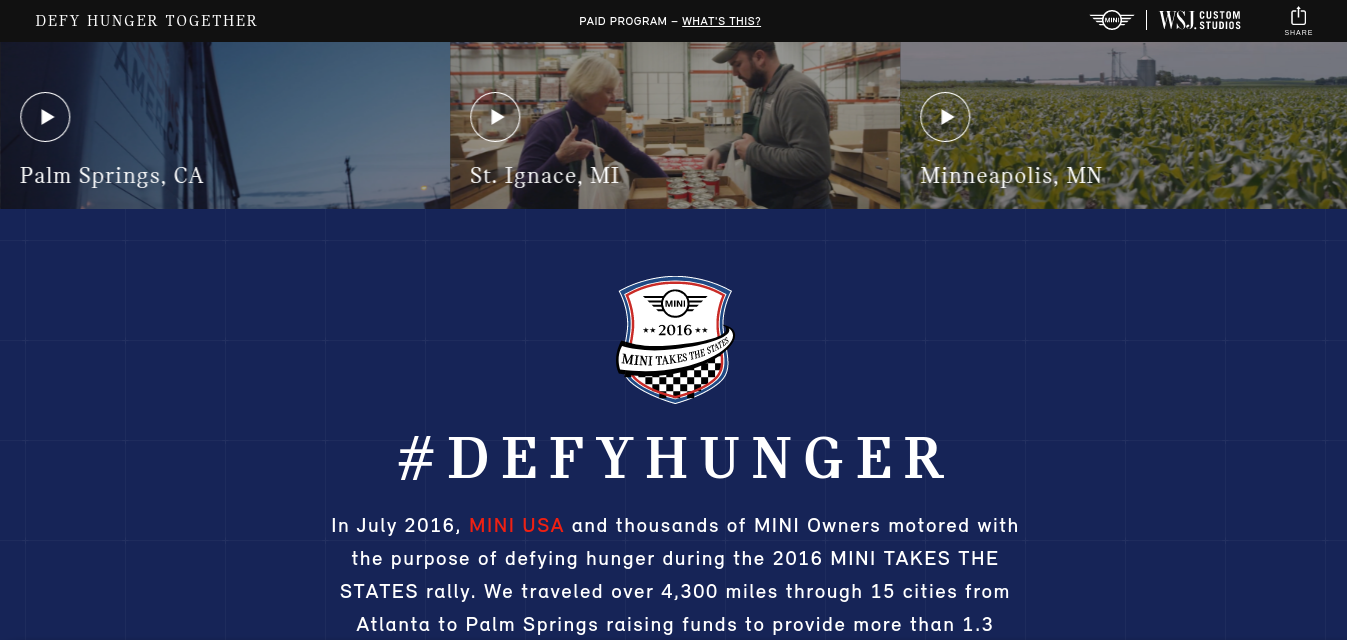 DEFY HUNGER TOGETHER
PAID PROGRAM – WHAT'S THIS?
MINI
WSJ. CUSTOM STUDIOS
SHARE
AMERICA
Palm Springs, CA
St. Ignace, MI
Minneapolis, MN
MINI
★★ 2016 ★★
MINI TAKES THE STATES
#DEFYHUNGER
In July 2016, MINI USA and thousands of MINI Owners motored with
the purpose of defying hunger during the 2016 MINI TAKES THE
STATES rally. We traveled over 4,300 miles through 15 cities from
Atlanta to Palm Springs raising funds to provide more than 1.3